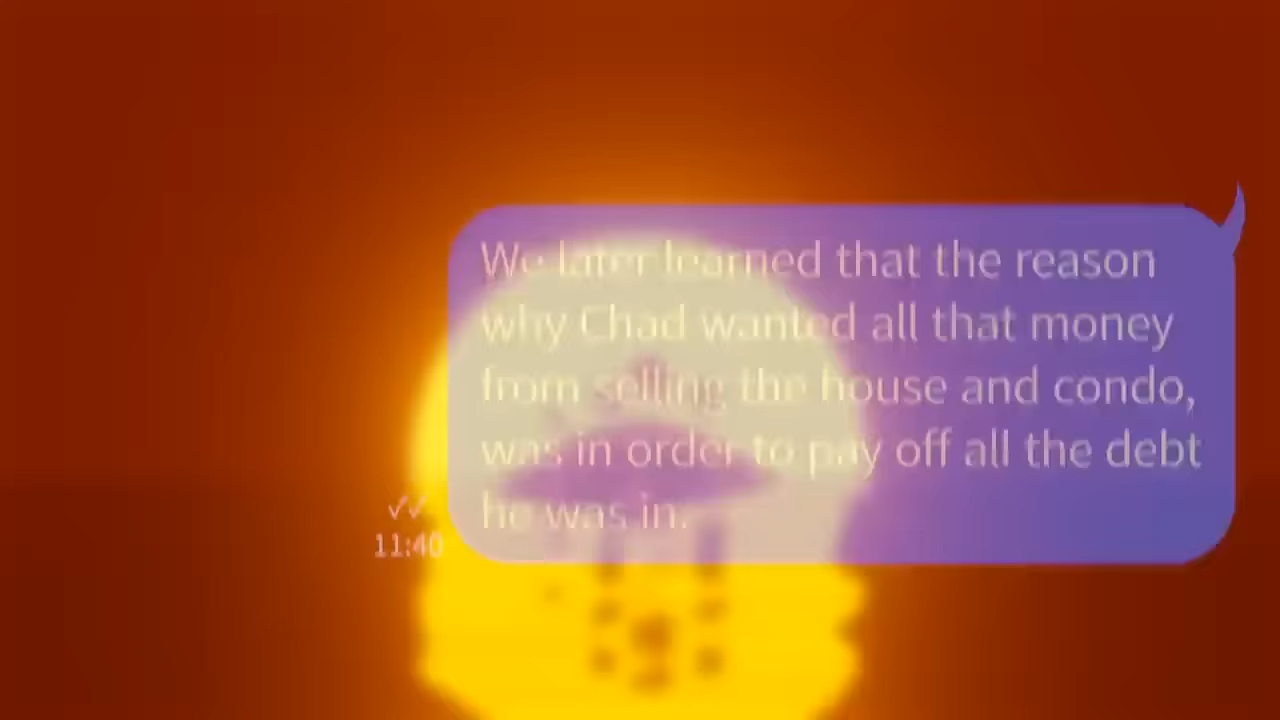 We later learned that the reason
why Chad wanted all that money
from selling the house and condo,
was in order to pay off all the debt
he was in.
11:40